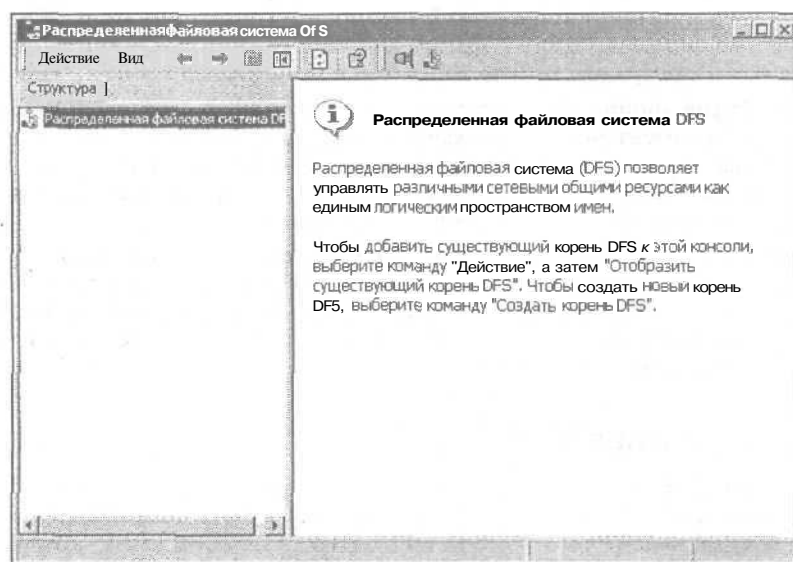 Распределеннаяфайловая система Of S
Действие Вид
Структура ]
Распределенная файловая система DF
Распределенная файловая система DFS
Распределенная файловая система (DFS) позволяет
управлять различными сетевыми общими ресурсами как
единым логическим пространством имен.
Чтобы добавить существующий корень DFS к этой консоли,
выберите команду "Действие", а затем "Отобразить
существующий корень DFS". Чтобы создать новый корень
DF5, выберите команду "Создать корень DFS".